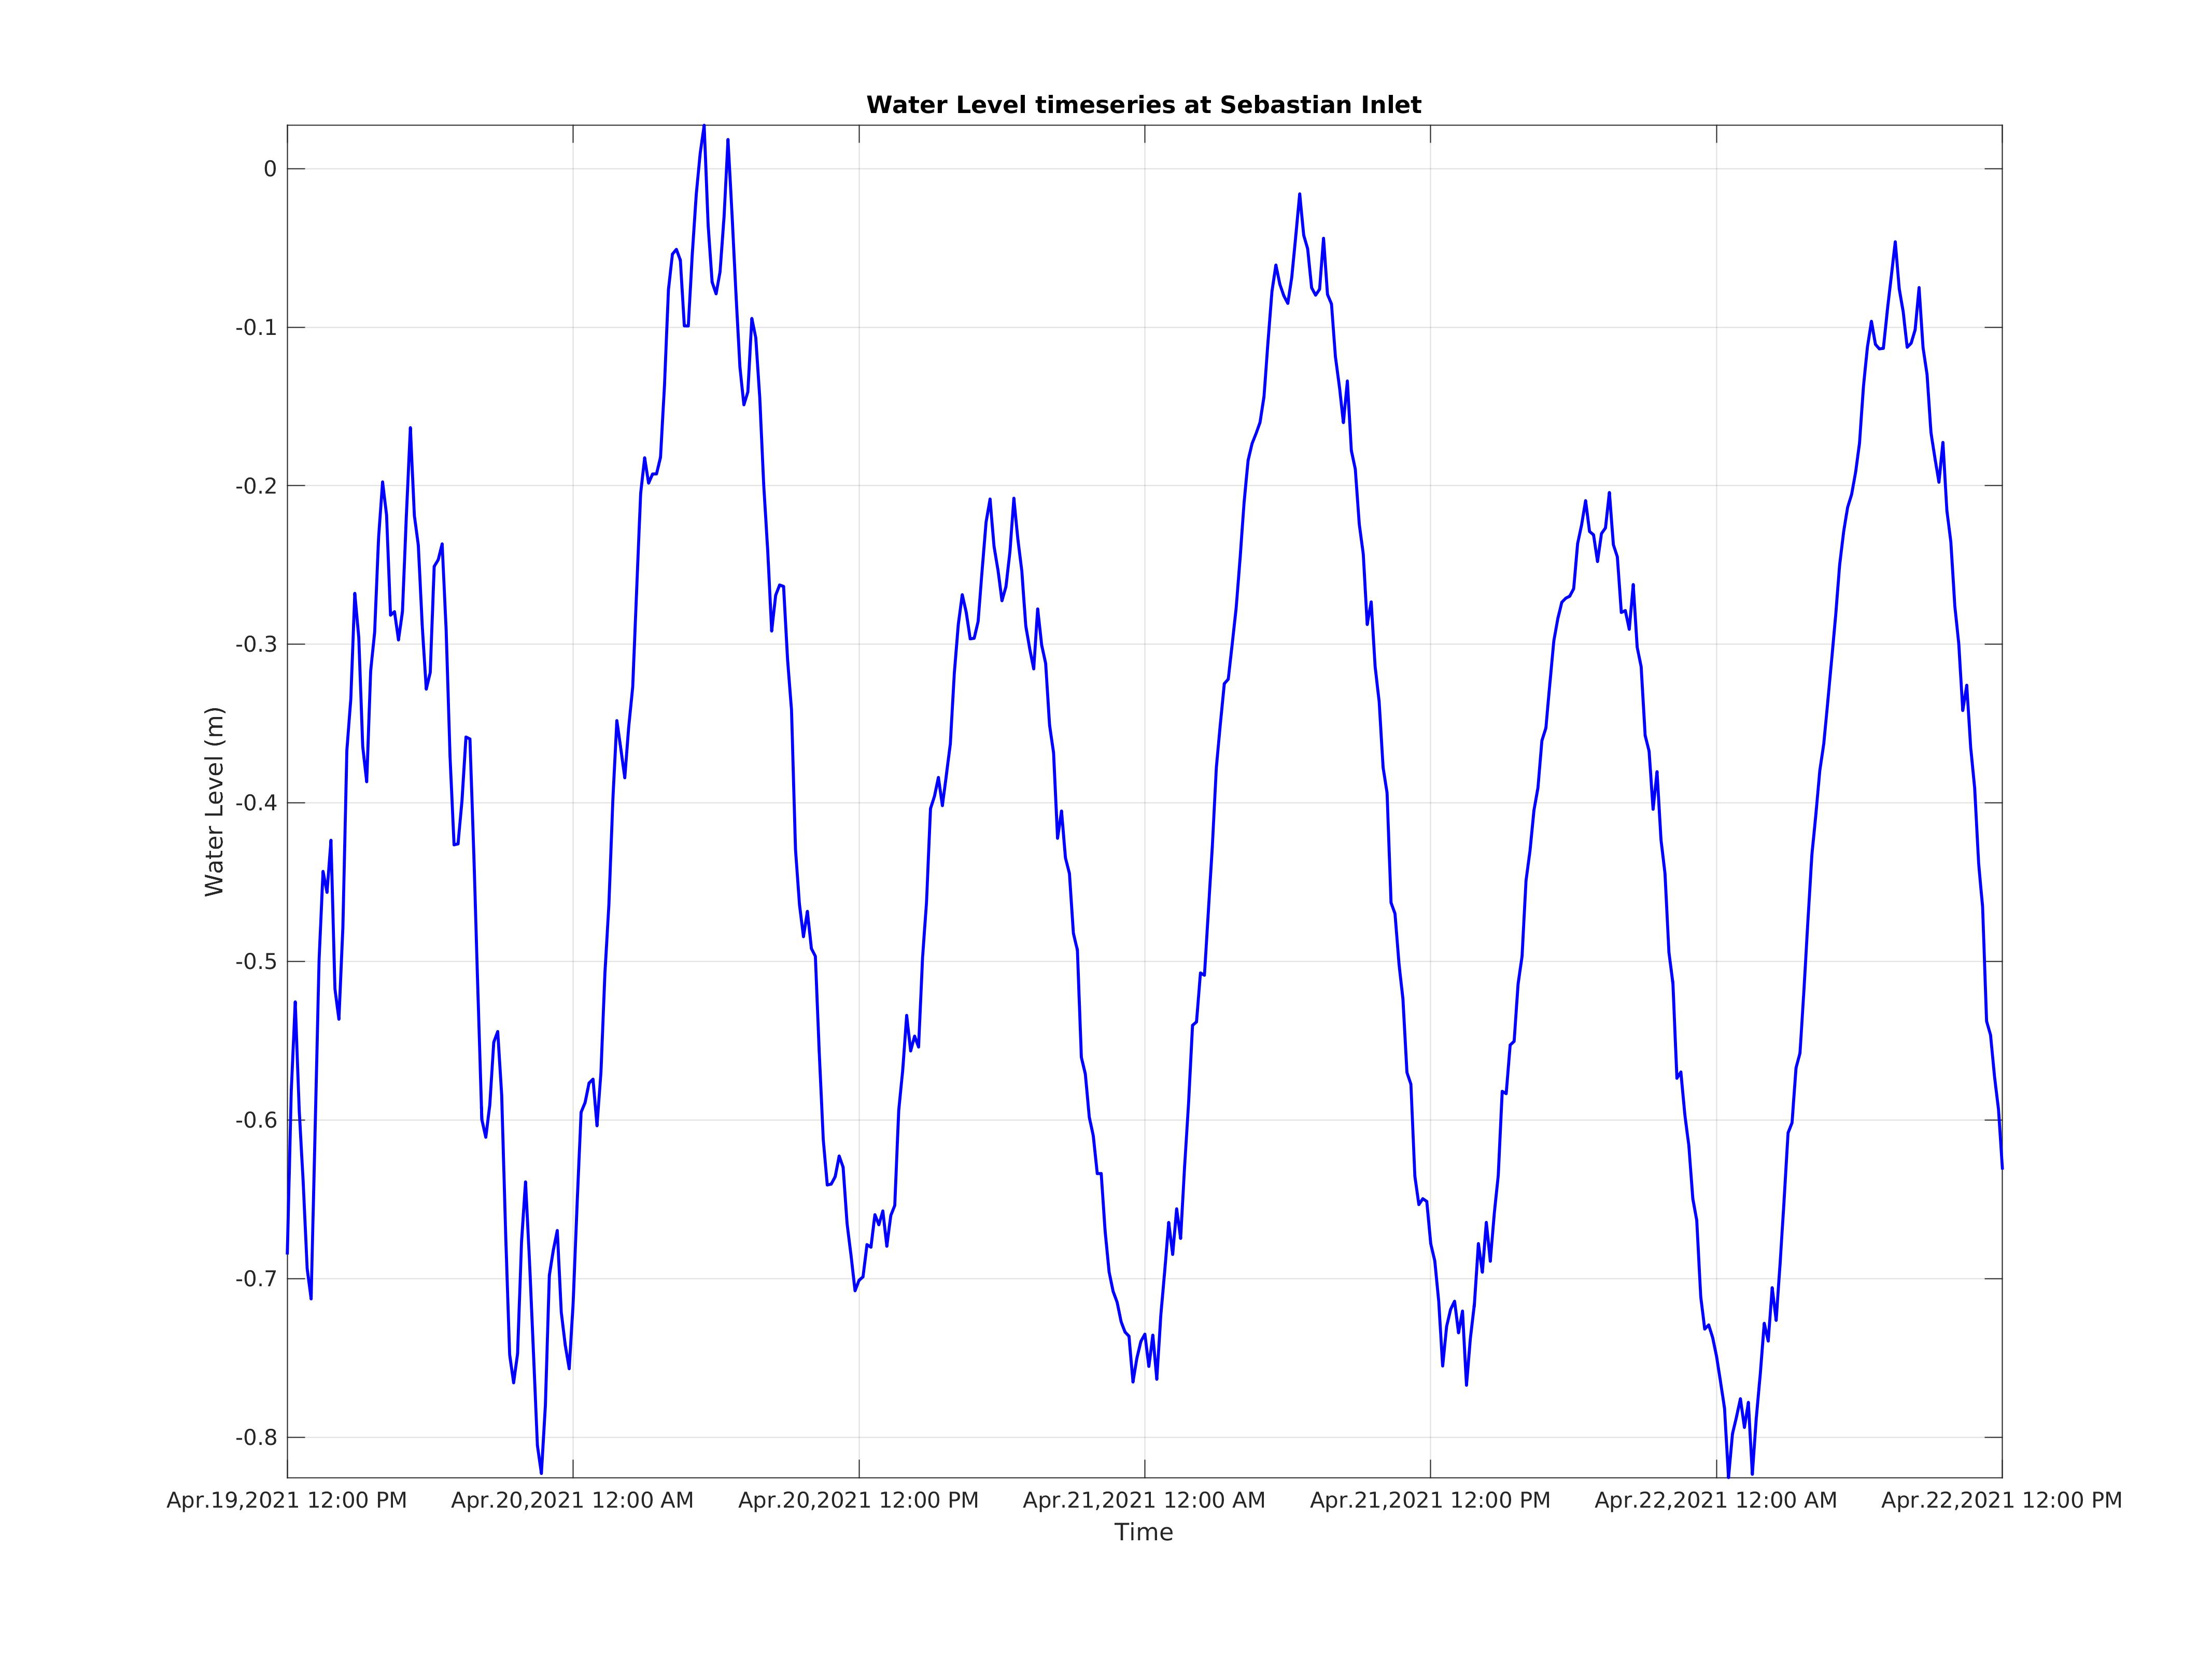 Water Level timeseries at Sebastian Inlet
0
-0.1
-0.2
-0.3
-0.4
-0.5
-0.6
-0.7
-0.8
Water Level (m)
Apr.19,2021 12:00 PM
Apr.20,2021 12:00 AM
Apr.20,2021 12:00 PM
Apr.21,2021 12:00 AM
Apr.21,2021 12:00 PM
Apr.22,2021 12:00 AM
Apr.22,2021 12:00 PM
Time